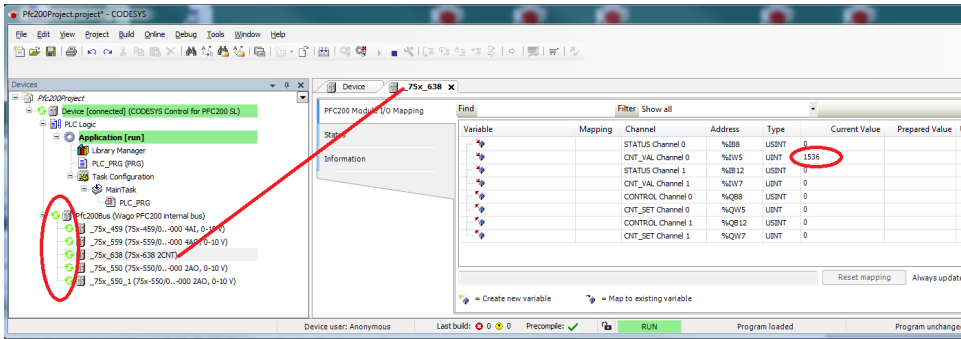 Pfc200Project.project* - CODESYS
File Edit View Project Build Online Debug Tools Window Help
Devices
Pfc200Project
Device [connected] (CODESYS Control for PFC200 SL)
PLC Logic
Application [run]
Library Manager
PLC_PRG (PRG)
Task Configuration
MainTask
PLC_PRG
Pfc200Bus (Wago PFC200 internal bus)
_75x_459 (75x-459/0..-000 4AI, 0-10 V)
_75x_559 (75x-559/0..-000 4AO, 0-10 V)
_75x_638 (75x-638 2CNT)
_75x_550 (75x-550/0..-000 2AO, 0-10 V)
_75x_550_1 (75x-550/0..-000 2AO, 0-10 V)
Device _75x_638 x
PFC200 Module I/O Mapping
Status
Information
Find Filter Show all
Variable Mapping Channel Address Type Current Value Prepared Value
STATUS Channel 0 %IB8 USINT 0
CNT_VAL Channel 0 %IW5 UINT 1536
STATUS Channel 1 %IB12 USINT 0
CNT_VAL Channel 1 %IW7 UINT 0
CONTROL Channel 0 %QB8 USINT 0
CNT_SET Channel 0 %QW5 UINT 0
CONTROL Channel 1 %QB12 USINT 0
CNT_SET Channel 1 %QW7 UINT 0
Reset mapping Always update
= Create new variable = Map to existing variable
Device user: Anonymous Last build: 0 0 Precompile: RUN Program loaded Program unchange